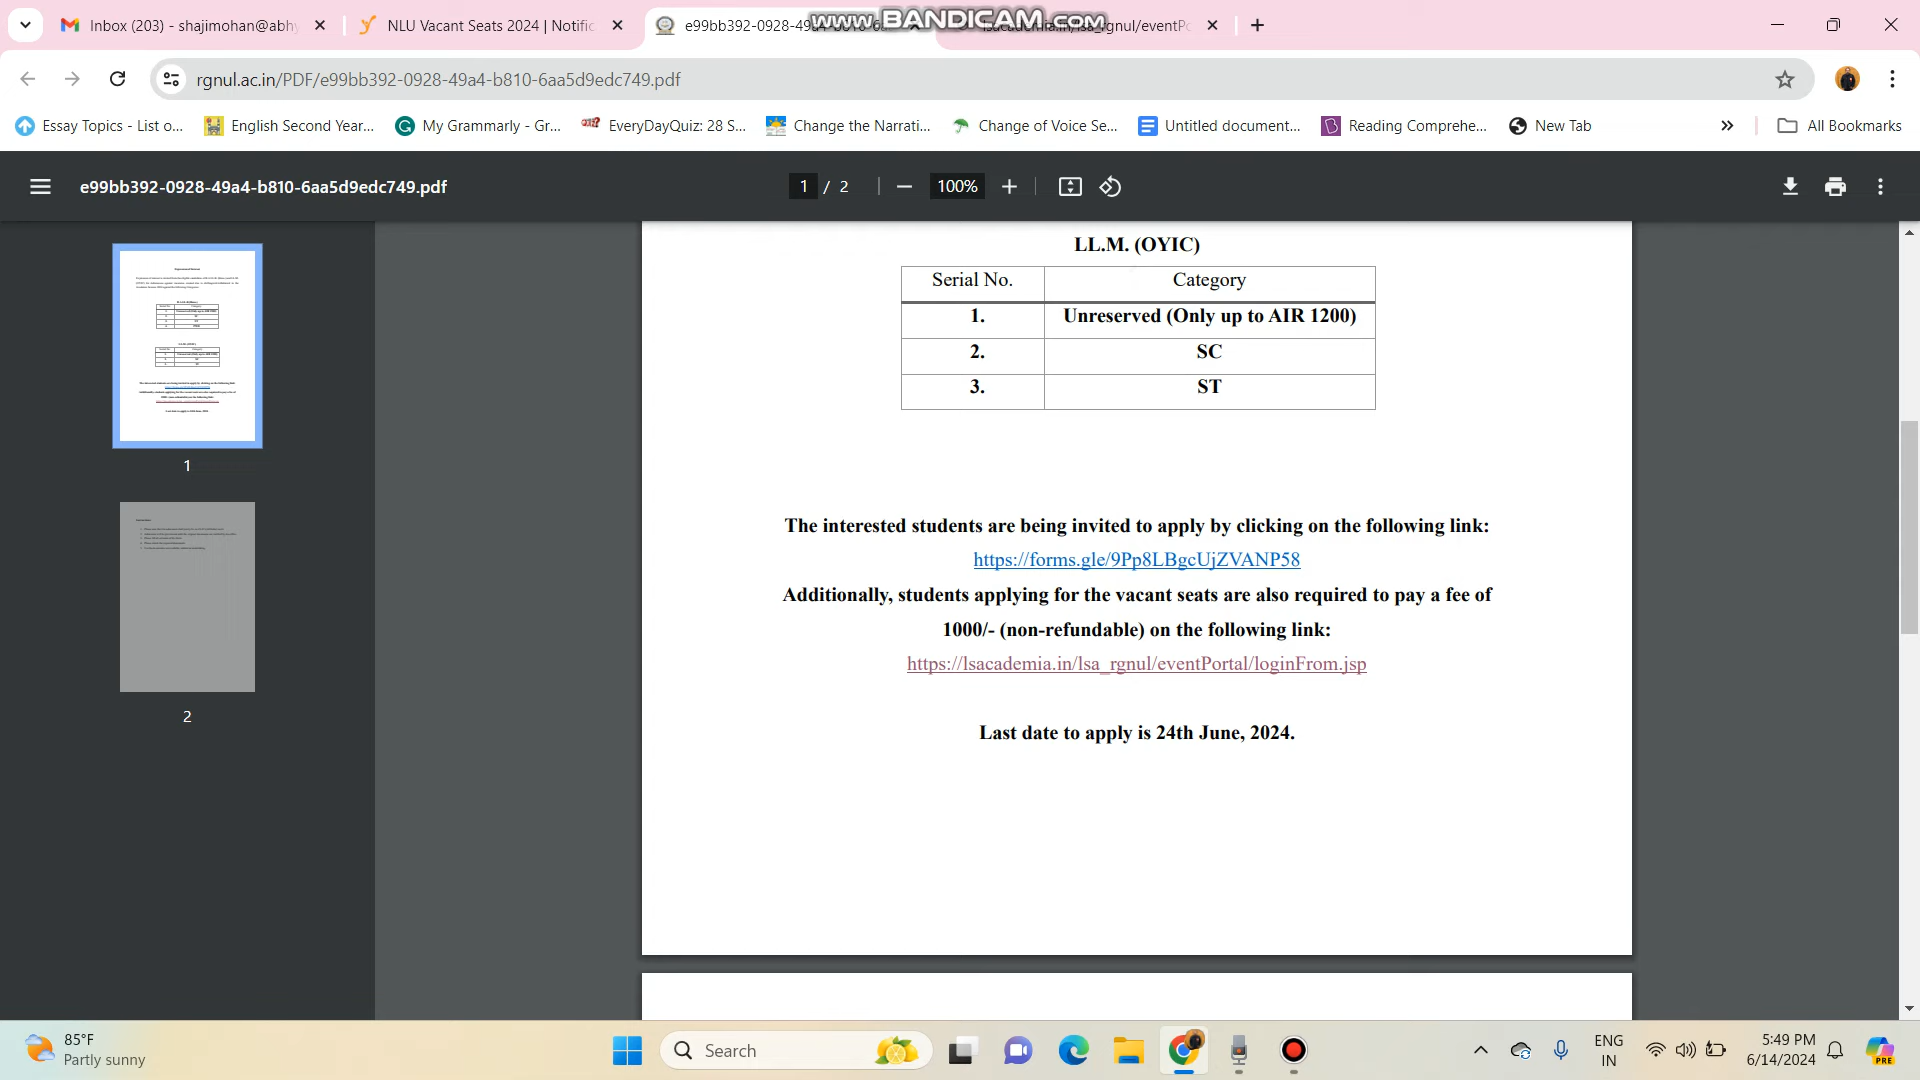 Inbox (203) - shajimohan@abhy
NLU Vacant Seats 2024 | Notific
www.BANDICAM.com
rgnul.ac.in/PDF/e99bb392-0928-49a4-b810-6aa5d9edc749.pdf
Essay Topics - List o...
English Second Year...
My Grammarly - Gr...
EveryDayQuiz: 28 S...
Change the Narrati...
Change of Voice Se...
Untitled document...
Reading Comprehe...
New Tab
All Bookmarks
e99bb392-0928-49a4-b810-6aa5d9edc749.pdf
1 / 2
100%
1
2
LL.M. (OYIC)
Serial No. Category
1. Unreserved (Only up to AIR 1200)
2. SC
3. ST
The interested students are being invited to apply by clicking on the following link:
https://forms.gle/9Pp8LBgcUjZVANP58
Additionally, students applying for the vacant seats are also required to pay a fee of
1000/- (non-refundable) on the following link:
https://lsacademia.in/lsa_rgnul/eventPortal/loginFrom.jsp
Last date to apply is 24th June, 2024.
85°F
Partly sunny
Search
ENG
IN
5:49 PM
6/14/2024
PRE